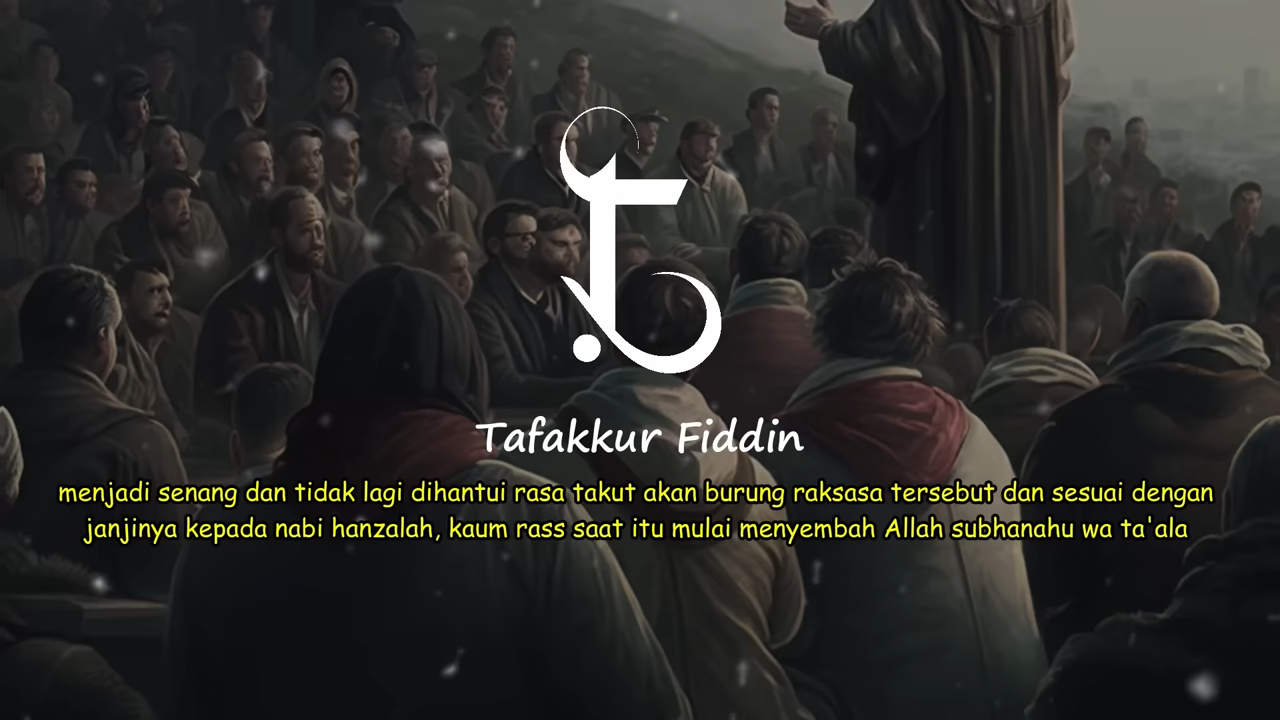 Tafakkur Fiddin
menjadi senang dan tidak lagi dihantui rasa takut akan burung raksasa tersebut dan sesuai dengan
janjinya kepada nabi hanzalah, kaum rass saat itu mulai menyembah Allah subhanahu wa ta'ala